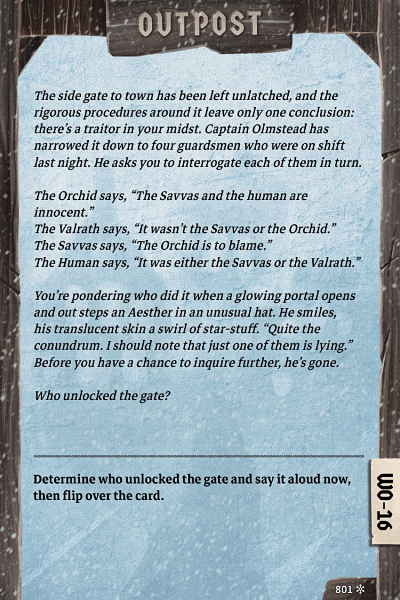 OUTPOST
The side gate to town has been left unlatched, and the
rigorous procedures around it leave only one conclusion:
there's a traitor in your midst. Captain Olmstead has
narrowed it down to four guardsmen who were on shift
last night. He asks you to interrogate each of them in turn.
The Orchid says, “The Savvas and the human are
innocent.”
The Valrath says, “It wasn't the Savvas or the Orchid.”
The Savvas says, “The Orchid is to blame.”
The Human says, “It was either the Savvas or the Valrath.”
You're pondering who did it when a glowing portal opens
and out steps an Aesther in an unusual hat. He smiles,
his translucent skin a swirl of star-stuff. “Quite the
conundrum. I should note that just one of them is lying.”
Before you have a chance to inquire further, he's gone.
Who unlocked the gate?
Determine who unlocked the gate and say it aloud now,
then flip over the card.
WO-16
801